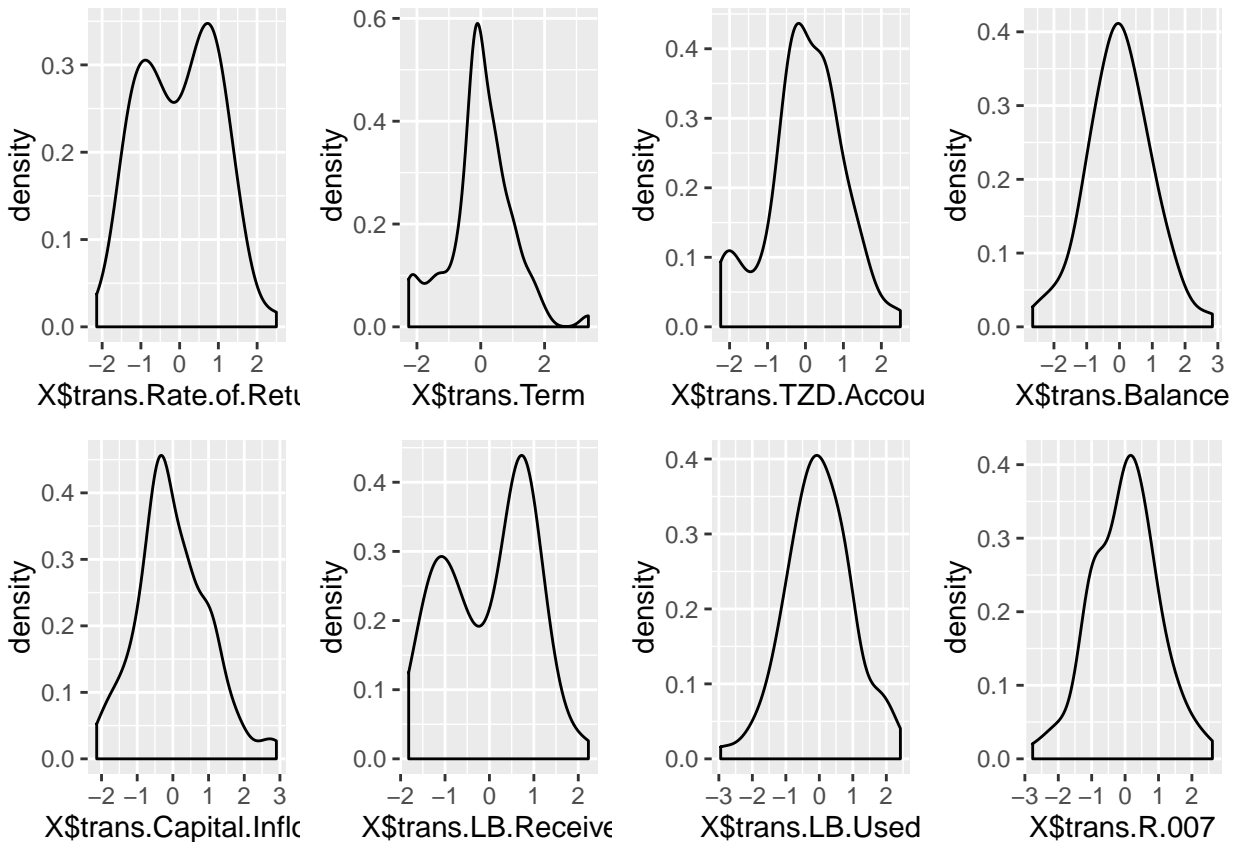 density
0.0
0.1
0.2
0.3
−2 −1 0 1 2
X$trans.Rate.of.Retu
density
0.0
0.2
0.4
0.6
−2 0 2
X$trans.Term
density
0.0
0.1
0.2
0.3
0.4
−2 −1 0 1 2
X$trans.TZD.Accou
density
0.0
0.1
0.2
0.3
0.4
−2 −1 0 1 2 3
X$trans.Balance
density
0.0
0.1
0.2
0.3
0.4
−2 −1 0 1 2 3
X$trans.Capital.Inflo
density
0.0
0.1
0.2
0.3
0.4
−2 −1 0 1 2
X$trans.LB.Receive
density
0.0
0.1
0.2
0.3
0.4
−3 −2 −1 0 1 2
X$trans.LB.Used
density
0.0
0.1
0.2
0.3
0.4
−3 −2 −1 0 1 2
X$trans.R.007